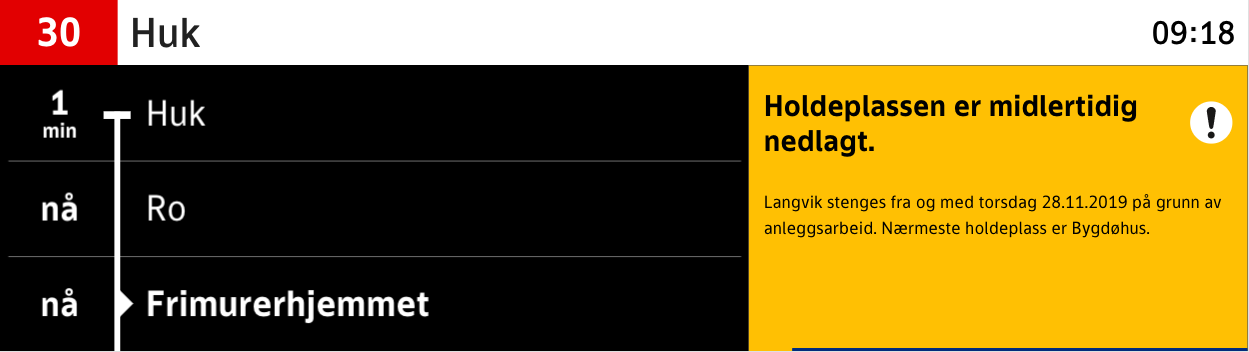 30 Huk 09:18
1 min Huk
nå Ro
nå Frimurerhjemmet
Holdeplassen er midlertidig
nedlagt.
!
Langvik stenges fra og med torsdag 28.11.2019 på grunn av
anleggsarbeid. Nærmeste holdeplass er Bygdøhus.